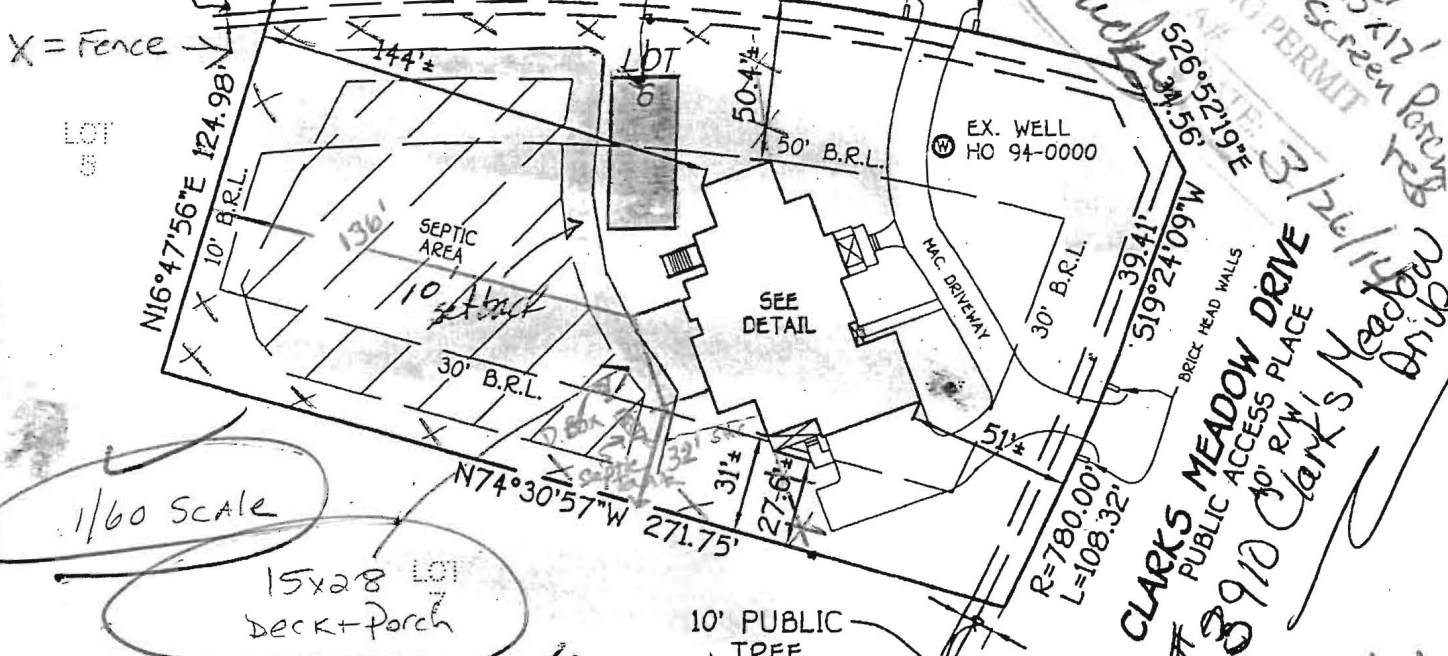 X = Fence
LOT
5
N16°47'56"E 124.98'
10' B.R.L.
144'±
LOT
6
50.4'±
50' B.R.L.
EX. WELL
HO 94-0000
W
PERMIT
3/26/14
screen Porch
S26°52'19"E
34.56'
136'
SEPTIC
AREA
10'
setback
SEE
DETAIL
MAC. DRIVEWAY
30' B.R.L.
39.41'
S19°24'09"W
BRICK HEAD WALLS
30' B.R.L.
D. BOX
SEPTIC
32'
31'±
27.6'±
51'±
N74°30'57"W 271.75'
R=780.00'
L=108.32'
CLARKS MEADOW DRIVE
PUBLIC ACCESS PLACE
40' R/W
# 3910 Clarks Meadow
Drive
1/60 SCAle
15x28
Deck+Porch
LOT
7
10' PUBLIC
TREE